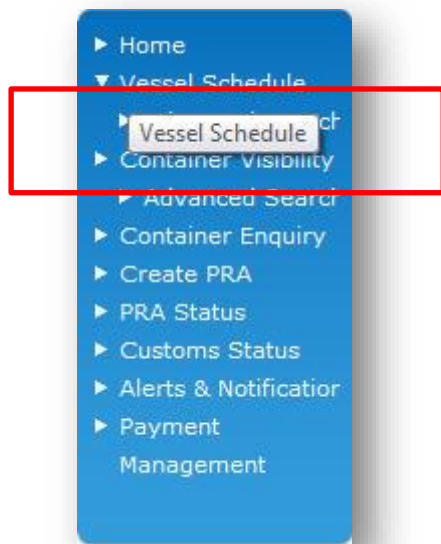 Home
Vessel Schedule
Vessel Schedule
Container Visibility
Advanced Search
Container Enquiry
Create PRA
PRA Status
Customs Status
Alerts & Notification
Payment
Management